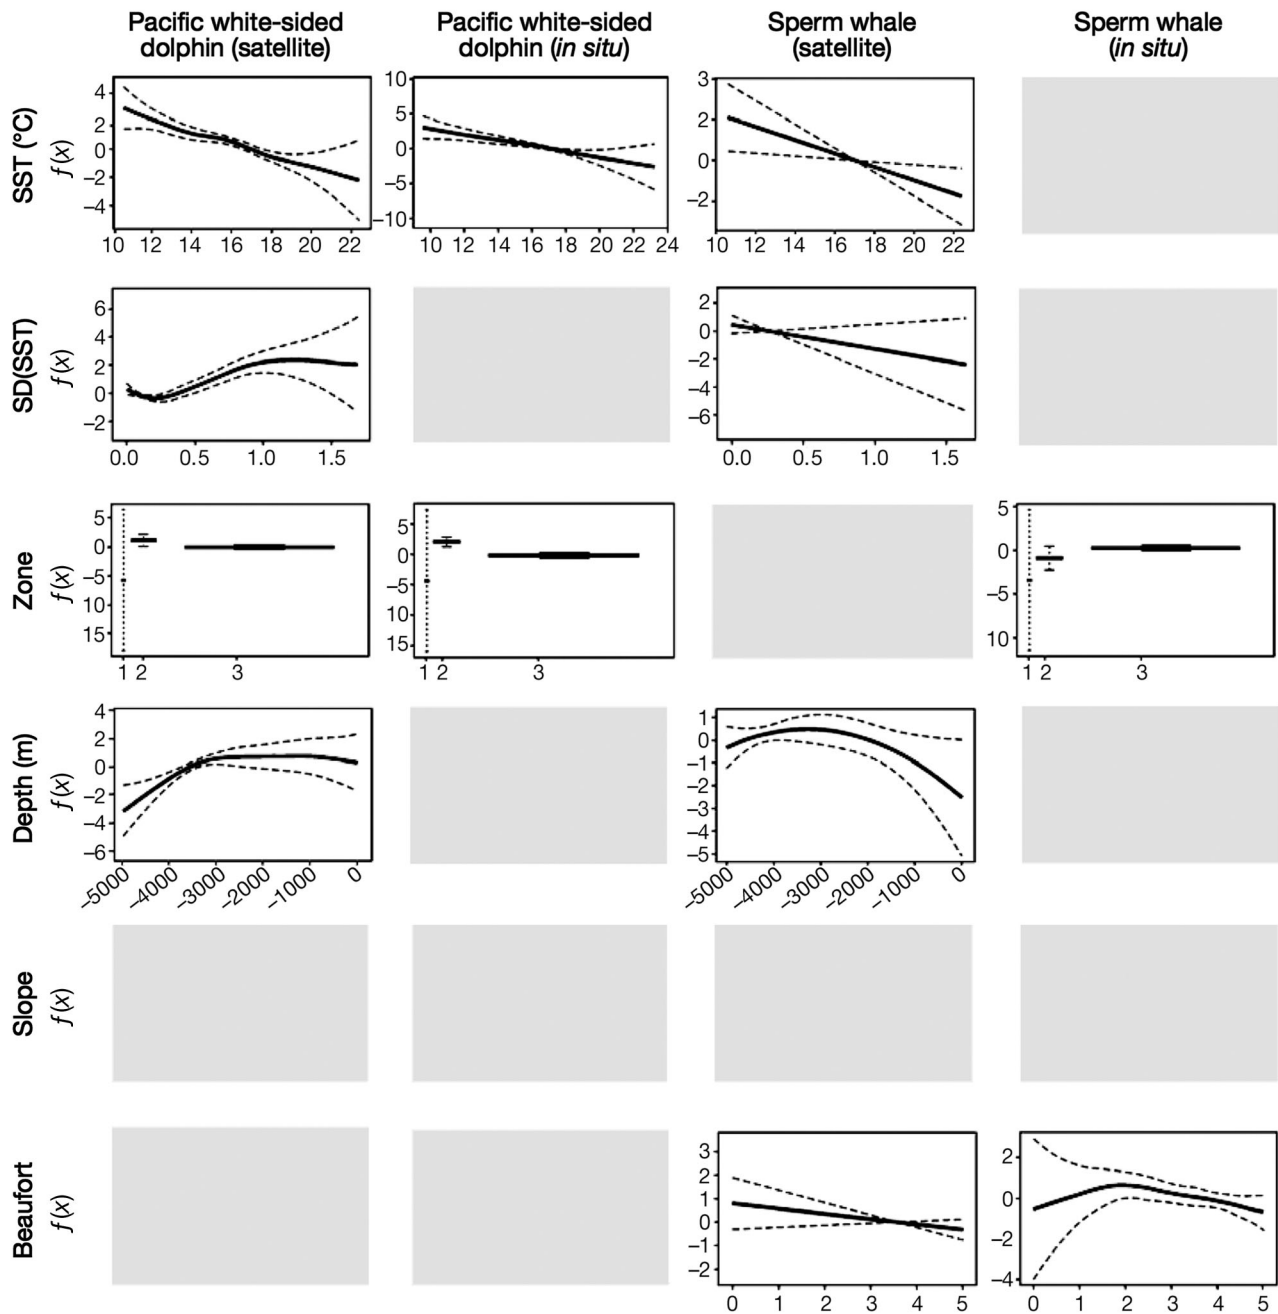 Pacific white-sided
dolphin (satellite)
Pacific white-sided
dolphin (in situ)
Sperm whale
(satellite)
Sperm whale
(in situ)
SST (°C)
f(x)
4
2
0
−2
−4
10 12 14 16 18 20 22
10
5
0
−5
−10
10 12 14 16 18 20 22 24
3
2
0
−2
10 12 14 16 18 20 22
SD(SST)
f(x)
6
4
2
0
−2
0.0 0.5 1.0 1.5
2
0
−2
−4
−6
0.0 0.5 1.0 1.5
Zone
f(x)
5
0
−5
10
15
1 2 3
5
0
−5
10
15
1 2 3
5
0
−5
10
1 2 3
Depth (m)
f(x)
4
2
0
−2
−4
−6
−5000 −4000 −3000 −2000 −1000 0
1
0
−1
−2
−3
−4
−5
−5000 −4000 −3000 −2000 −1000 0
Slope
f(x)
Beaufort
f(x)
3
2
1
0
−1
−2
0 1 2 3 4 5
2
0
−2
−4
0 1 2 3 4 5